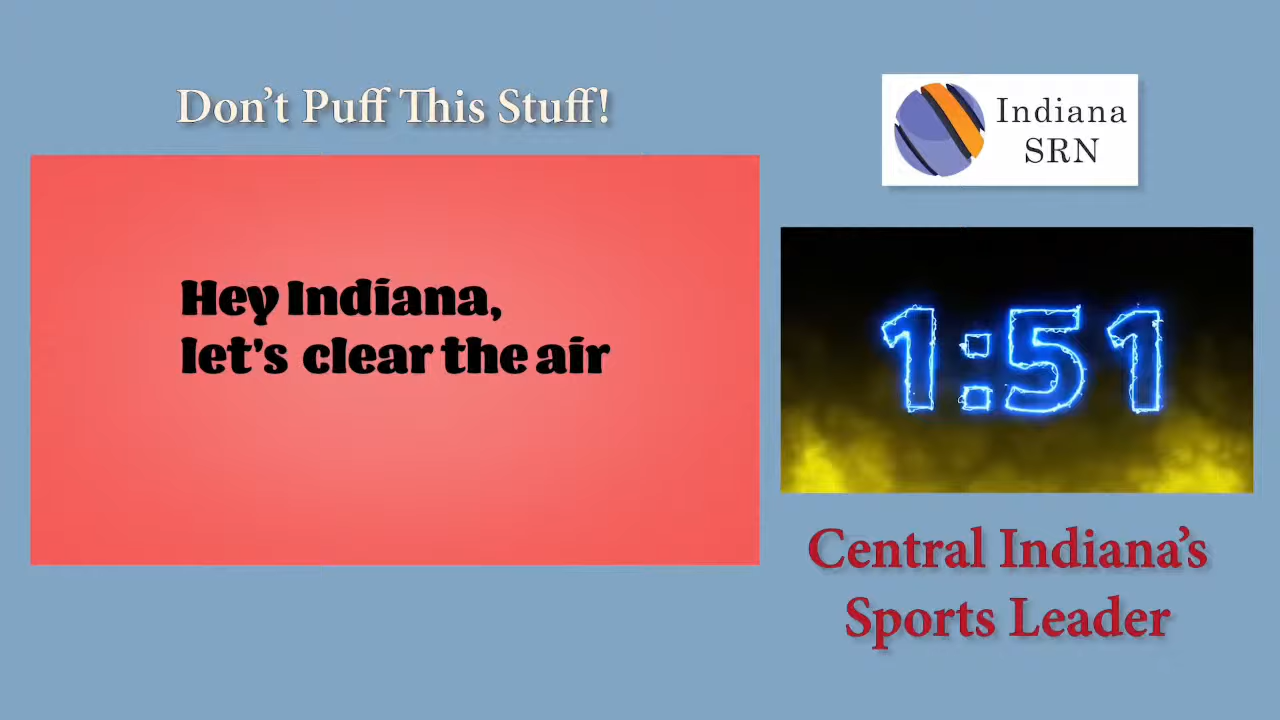 Don't Puff This Stuff!
Hey Indiana,
let's clear the air
Indiana
SRN
1:51
Central Indiana's
Sports Leader